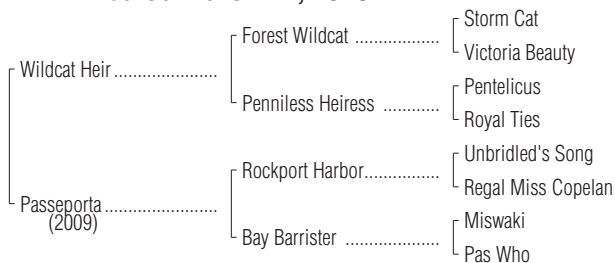 Storm Cat
Forest Wildcat ...................
Victoria Beauty
Wildcat Heir .......................
Pentelicus
Penniless Heiress ............
Royal Ties
Unbridled's Song
Rockport Harbor.................
Regal Miss Copelan
Passeporta .........................
(2009)
Miswaki
Bay Barrister .....................
Pas Who